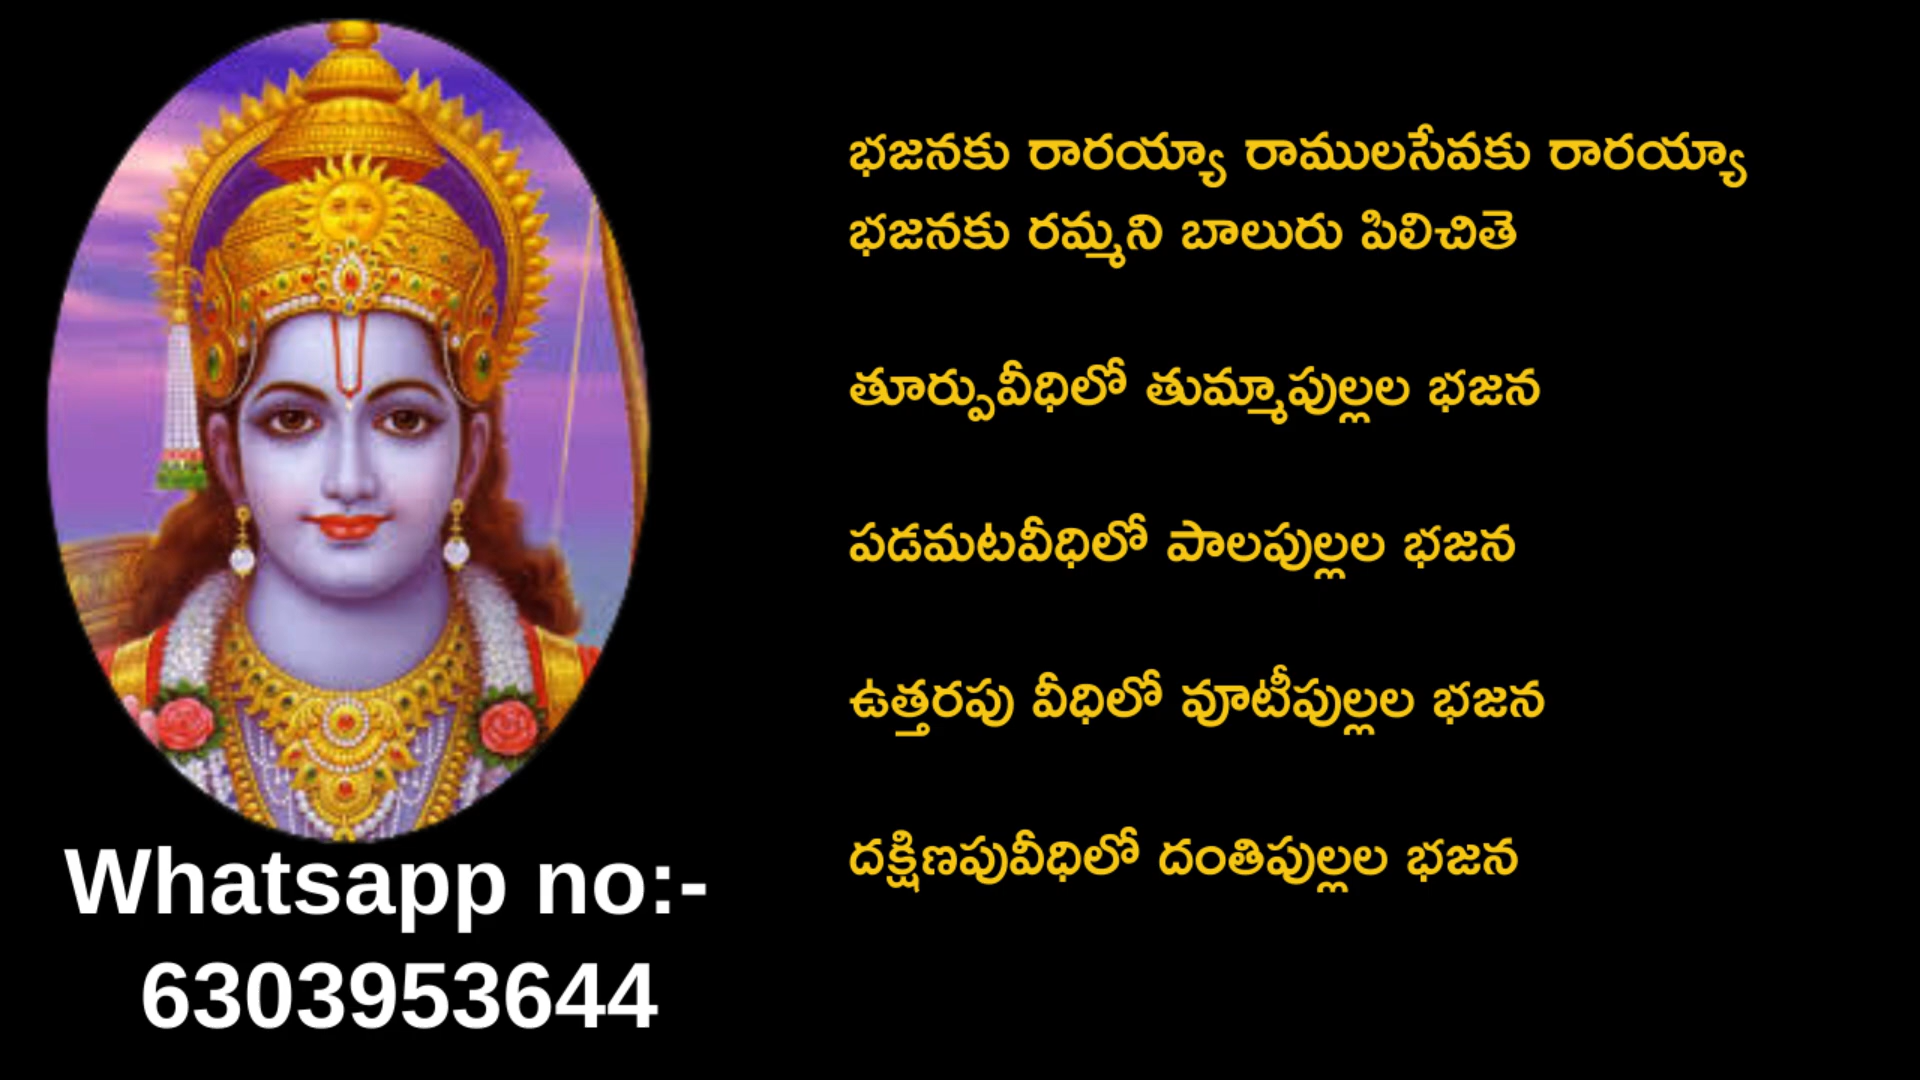 భజనకు రారయ్యా రాములసేవకు రారయ్యా
భజనకు రమ్మని బాలురు పిలిచితె
తూర్పువీధిలో తుమ్మాపుల్లల భజన
పడమటవీధిలో పాలపుల్లల భజన
ఉత్తరపు వీధిలో వూటీపుల్లల భజన
దక్షిణపువీధిలో దంతిపుల్లల భజన
Whatsapp no:-
6303953644